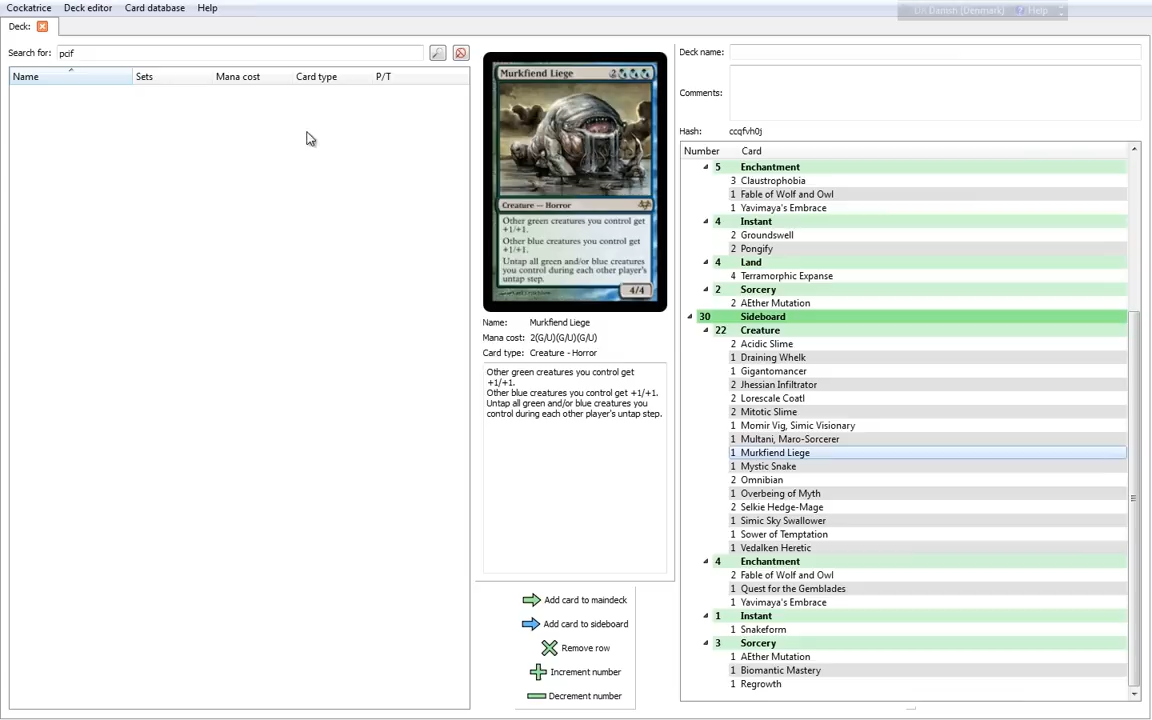 Cockatrice Deck editor Card database Help
DA Danish (Denmark) Help
Deck:
Search for: pcif
Name Sets Mana cost Card type P/T
Murkfiend Liege 2
Creature — Horror
Other green creatures you control get
+1/+1.
Other blue creatures you control get
+1/+1.
Untap all green and/or blue creatures
you control during each other player's
untap step.
4/4
Name: Murkfiend Liege
Mana cost: 2(G/U)(G/U)(G/U)
Card type: Creature - Horror
Other green creatures you control get
+1/+1.
Other blue creatures you control get +1/+1.
Untap all green and/or blue creatures you
control during each other player's untap step.
Add card to maindeck
Add card to sideboard
Remove row
Increment number
Decrement number
Deck name:
Comments:
Hash: ccqfvh0j
Number Card
5 Enchantment
3 Claustrophobia
1 Fable of Wolf and Owl
1 Yavimaya's Embrace
4 Instant
2 Groundswell
2 Pongify
4 Land
4 Terramorphic Expanse
2 Sorcery
2 AEther Mutation
30 Sideboard
22 Creature
2 Acidic Slime
1 Draining Whelk
1 Gigantomancer
2 Jhessian Infiltrator
2 Lorescale Coatl
2 Mitotic Slime
1 Momir Vig, Simic Visionary
1 Multani, Maro-Sorcerer
1 Murkfiend Liege
1 Mystic Snake
2 Omnibian
1 Overbeing of Myth
2 Selkie Hedge-Mage
1 Simic Sky Swallower
1 Sower of Temptation
1 Vedalken Heretic
4 Enchantment
2 Fable of Wolf and Owl
1 Quest for the Gemblades
1 Yavimaya's Embrace
1 Instant
1 Snakeform
3 Sorcery
1 AEther Mutation
1 Biomantic Mastery
1 Regrowth